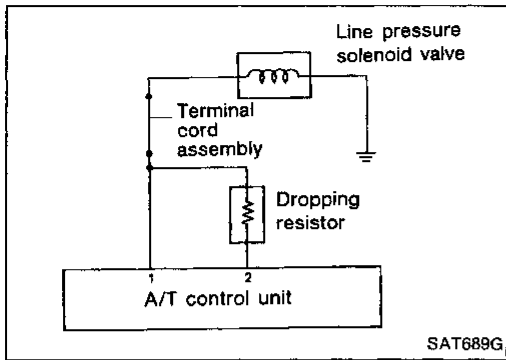 Line pressure
solenoid valve
Terminal
cord
assembly
Dropping
resistor
1 2
A/T control unit
SAT689G